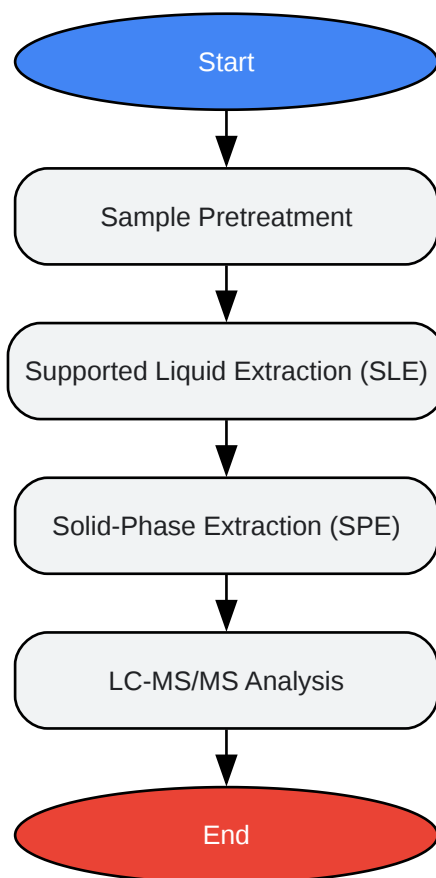 Start
Sample Pretreatment
Supported Liquid Extraction (SLE)
Solid-Phase Extraction (SPE)
LC-MS/MS Analysis
End